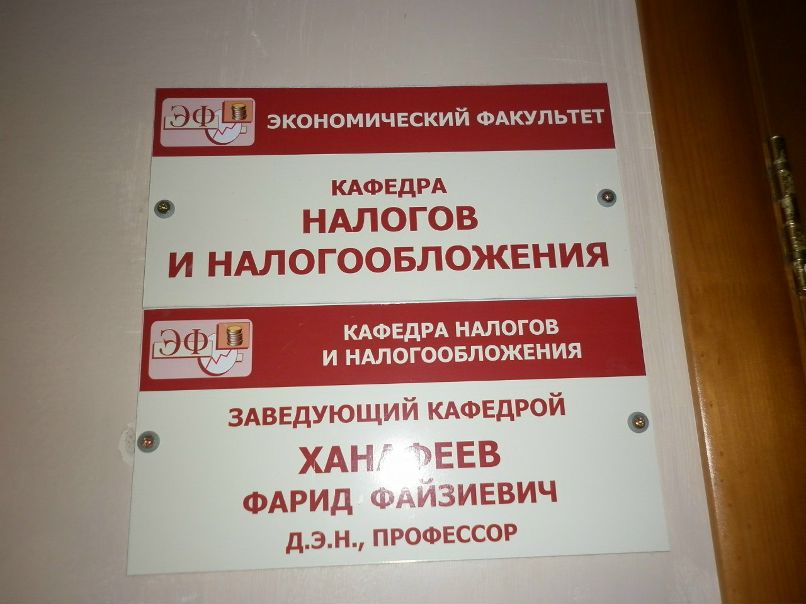 ЭФ
ЭКОНОМИЧЕСКИЙ ФАКУЛЬТЕТ
КАФЕДРА
НАЛОГОВ
И НАЛОГООБЛОЖЕНИЯ
ЭФ
КАФЕДРА НАЛОГОВ
И НАЛОГООБЛОЖЕНИЯ
ЗАВЕДУЮЩИЙ КАФЕДРОЙ
ХАНАФЕЕВ
ФАРИД ФАЙЗИЕВИЧ
Д.Э.Н., ПРОФЕССОР